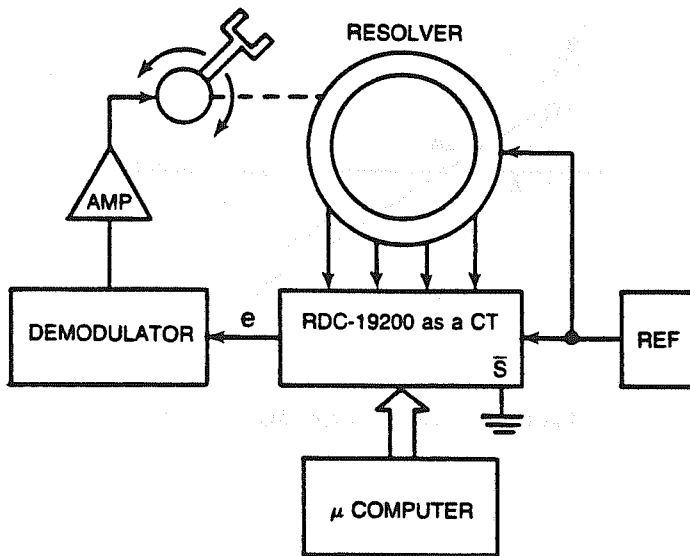 RESOLVER
AMP
DEMODULATOR
e
RDC-19200 as a CT
S̅
REF
μ COMPUTER